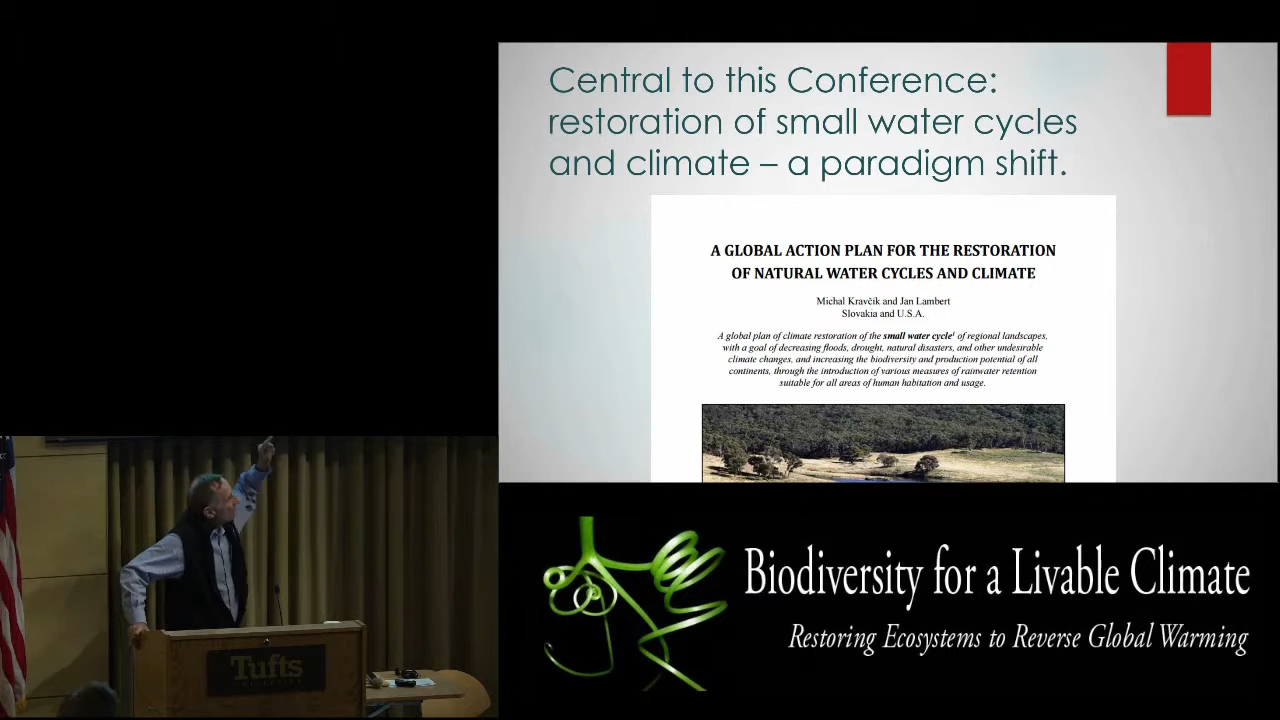 Central to this Conference:
restoration of small water cycles
and climate – a paradigm shift.
A GLOBAL ACTION PLAN FOR THE RESTORATION
OF NATURAL WATER CYCLES AND CLIMATE
Michal Kravčík and Jan Lambert
Slovakia and U.S.A.
A global plan of climate restoration of the small water cycle¹ of regional landscapes,
with a goal of decreasing floods, drought, natural disasters, and other undesirable
climate changes, and increasing the biodiversity and production potential of all
continents, through the introduction of various measures of rainwater retention
suitable for all areas of human habitation and usage.
Tufts
Biodiversity for a Livable Climate
Restoring Ecosystems to Reverse Global Warming